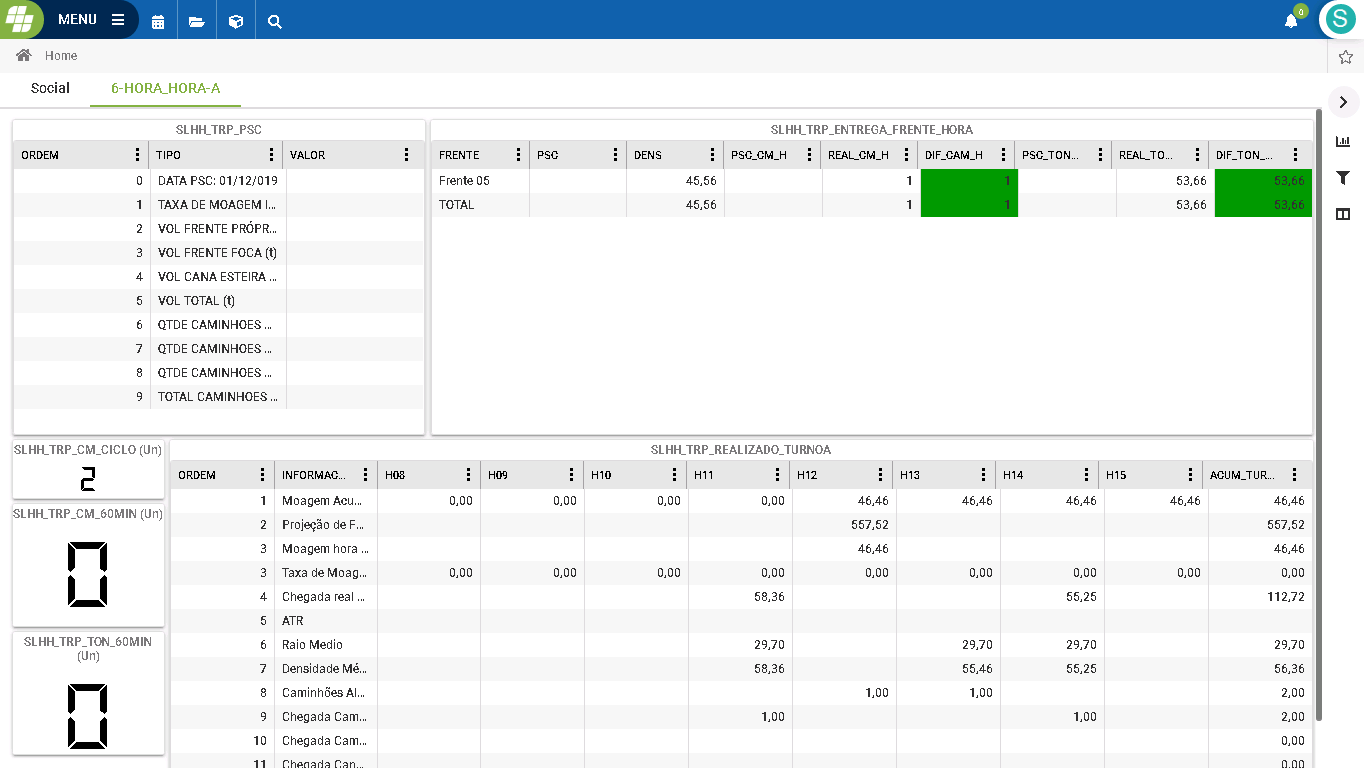 MENU
0
S
Home
Social 6-HORA_HORA-A
SLHH_TRP_PSC
ORDEM TIPO VALOR
0 DATA PSC: 01/12/019
1 TAXA DE MOAGEM I...
2 VOL FRENTE PRÓPR...
3 VOL FRENTE FOCA (t)
4 VOL CANA ESTEIRA ...
5 VOL TOTAL (t)
6 QTDE CAMINHOES ...
7 QTDE CAMINHOES ...
8 QTDE CAMINHOES ...
9 TOTAL CAMINHOES ...
SLHH_TRP_ENTREGA_FRENTE_HORA
FRENTE PSC DENS PSC_CM_H REAL_CM_H DIF_CAM_H PSC_TON... REAL_TO... DIF_TON_...
Frente 05 45,56 1 1 53,66 53,66
TOTAL 45,56 1 1 53,66 53,66
SLHH_TRP_CM_CICLO (Un)
2
SLHH_TRP_CM_60MIN (Un)
0
SLHH_TRP_TON_60MIN
(Un)
0
SLHH_TRP_REALIZADO_TURNOA
ORDEM INFORMAC... H08 H09 H10 H11 H12 H13 H14 H15 ACUM_TUR...
1 Moagem Acu... 0,00 0,00 0,00 0,00 46,46 46,46 46,46 46,46 46,46
2 Projeção de F... 557,52 557,52
3 Moagem hora ... 46,46 46,46
3 Taxa de Moag... 0,00 0,00 0,00 0,00 0,00 0,00 0,00 0,00 0,00
4 Chegada real ... 58,36 55,25 112,72
5 ATR
6 Raio Medio 29,70 29,70 29,70 29,70
7 Densidade Mé... 58,36 55,46 55,25 56,36
8 Caminhões Al... 1,00 1,00 2,00
9 Chegada Cam... 1,00 1,00 2,00
10 Chegada Cam... 0,00
11 Chegada Can... 0,00